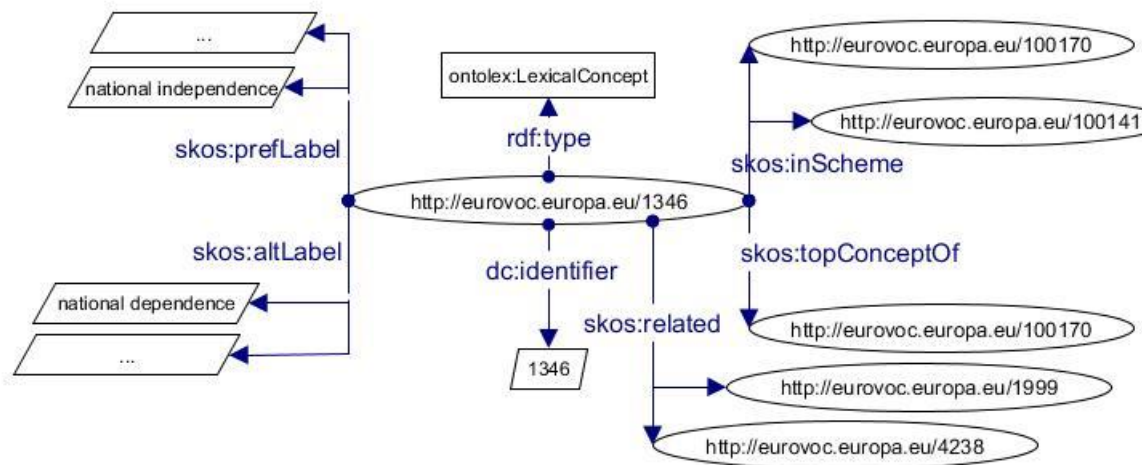 ...
http://eurovoc.europa.eu/100170
national independence
ontolex:LexicalConcept
http://eurovoc.europa.eu/100141
skos:prefLabel
rdf:type
skos:inScheme
http://eurovoc.europa.eu/1346
skos:altLabel
dc:identifier
skos:topConceptOf
national dependence
skos:related
http://eurovoc.europa.eu/100170
...
1346
http://eurovoc.europa.eu/1999
http://eurovoc.europa.eu/4238